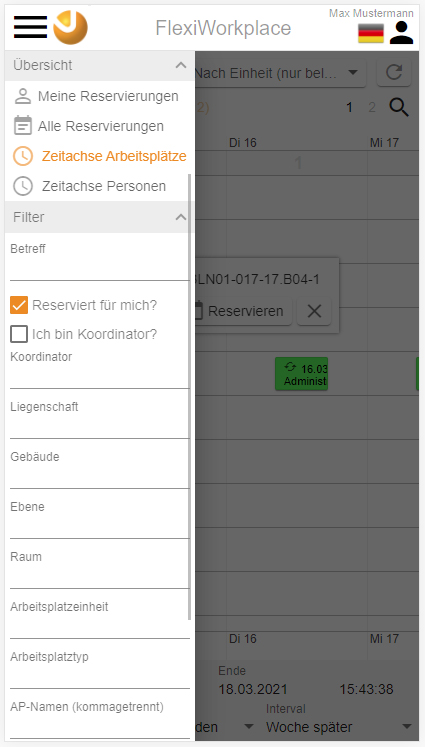 Max Mustermann
FlexiWorkplace
Übersicht
Meine Reservierungen
Alle Reservierungen
Zeitachse Arbeitsplätze
Zeitachse Personen
Filter
Betreff
Reserviert für mich?
Ich bin Koordinator?
Koordinator
Liegenschaft
Gebäude
Ebene
Raum
Arbeitsplatzeinheit
Arbeitsplatztyp
AP-Namen (kommagetrennt)
Nach Einheit (nur bel...
2)
1 2
Di 16 Mi 17
1
LN01-017-17.B04-1
Reservieren
16.03
Administ
Di 16 Mi 17
Ende
18.03.2021 15:43:38
Interval
den Woche später